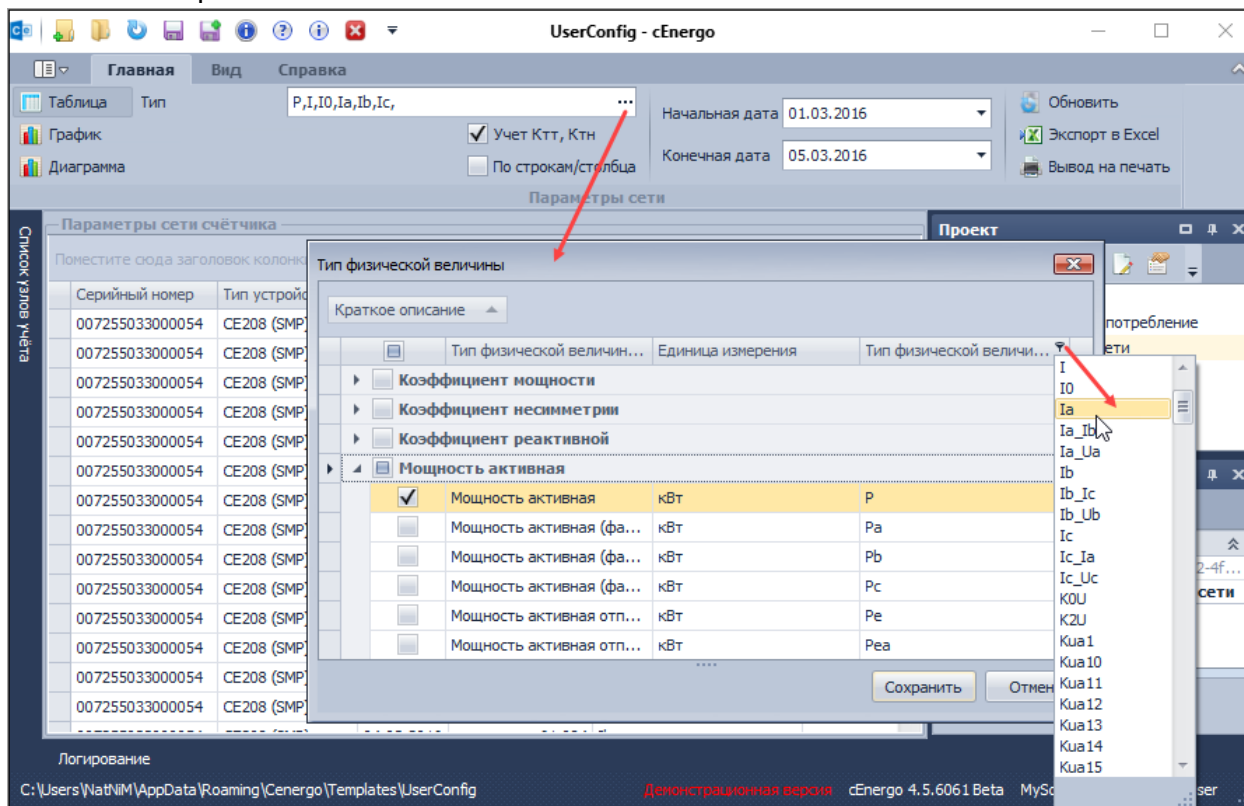 UserConfig - cEnergo
Главная Вид Справка
Таблица Тип P,I,I0,Ia,Ib,Ic, ...
График
Диаграмма
Учет Ктт, Ктн
По строкам/столбца
Начальная дата 01.03.2016
Конечная дата 05.03.2016
Обновить
Экспорт в Excel
Вывод на печать
Параметры сети
Список узлов учёта
Параметры сети счётчика
Поместите сюда заголовок колонк
Серийный номер Тип устройс
007255033000054 CE208 (SMP)
007255033000054 CE208 (SMP)
007255033000054 CE208 (SMP)
007255033000054 CE208 (SMP)
007255033000054 CE208 (SMP)
007255033000054 CE208 (SMP)
007255033000054 CE208 (SMP)
007255033000054 CE208 (SMP)
007255033000054 CE208 (SMP)
007255033000054 CE208 (SMP)
007255033000054 CE208 (SMP)
007255033000054 CE208 (SMP)
007255033000054 CE208 (SMP)
007255033000054 CE208 (SMP)
Проект
потребление
ети
2-4f...
сети
Тип физической величины
Краткое описание
Тип физической величин... Единица измерения Тип физической величи...
Коэффициент мощности
Коэффициент несимметрии
Коэффициент реактивной
Мощность активная
Мощность активная кВт P
Мощность активная (фа... кВт Pa
Мощность активная (фа... кВт Pb
Мощность активная (фа... кВт Pc
Мощность активная отп... кВт Pe
Мощность активная отп... кВт Pea
Сохранить Отмен
I
I0
Ia
Ia_Ib
Ia_Ua
Ib
Ib_Ic
Ib_Ub
Ic
Ic_Ia
Ic_Uc
K0U
K2U
Kua1
Kua10
Kua11
Kua12
Kua13
Kua14
Kua15
Логирование
C:\Users\NatNiM\AppData\Roaming\Cenergo\Templates\UserConfig Демонстрационная версия cEnergo 4.5.6061 Beta MySc ser